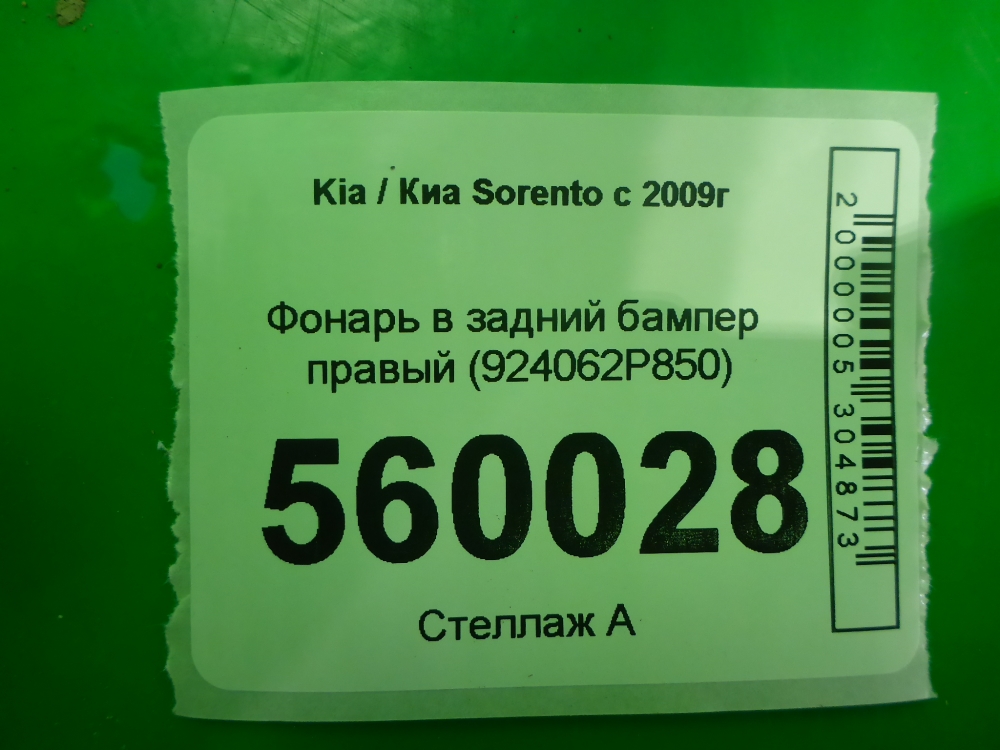 Kia / Киа Sorento с 2009г
Фонарь в задний бампер
правый (924062P850)
560028
Стеллаж А
2000005304873